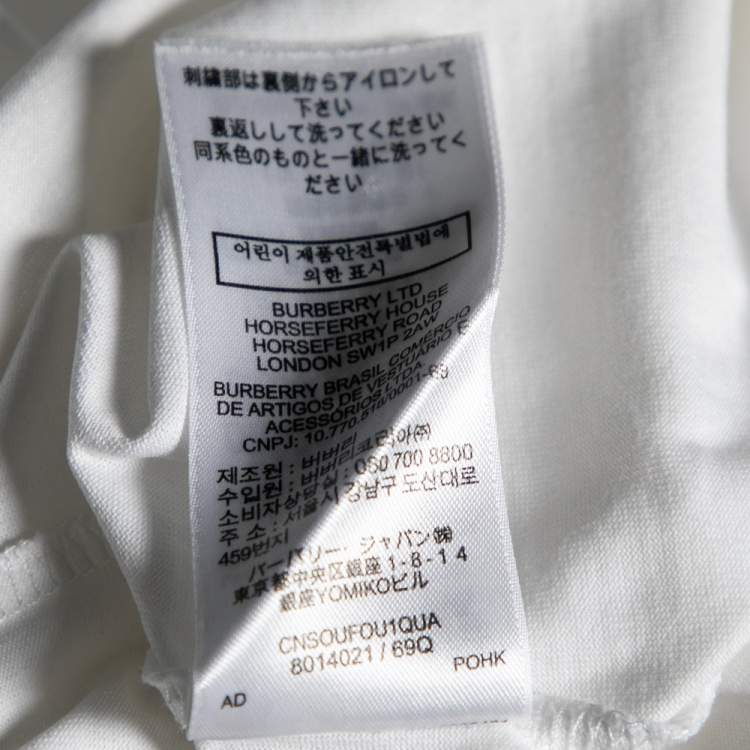 刺繍部は裏側からアイロンして
下さい
裏返しして洗ってください
同系色のものと一緒に洗ってく
ださい
어린이 제품안전특별법에
의한 표시
BURBERRY LTD
HORSEFERRY HOUSE
HORSEFERRY ROAD
LONDON SW1P 2AW
BURBERRY BRASIL COMERCIO E
DE ARTIGOS DE VESTUARIO E
ACESSÓRIOS LTDA
CNPJ: 10.770.610/0001-89
제조원 : 버버리
수입원 : 버버리코리아㈜
소비자상담실 : 080 700 8800
주 소 : 서울시 강남구 도산대로
459번지
バーバリー・ジャパン㈱
東京都中央区銀座1-8-14
銀座YOMIKOビル
CNSOUFOU1QUA
8014021 / 69Q
POHK
AD